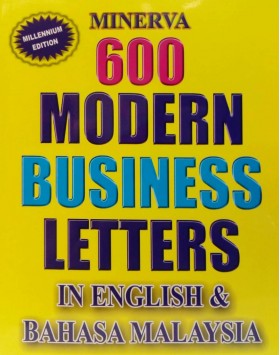 MINERVA
MILLENNIUM
EDITION
600
MODERN
BUSINESS
LETTERS
IN ENGLISH &
BAHASA MALAYSIA